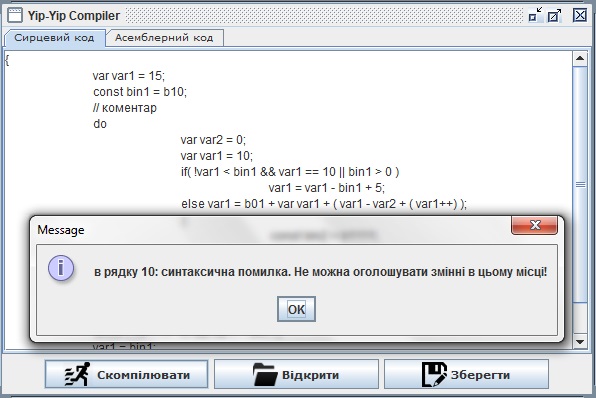 Yip-Yip Compiler
Сирцевий код
Асемблерний код
{
var var1 = 15;
const bin1 = b10;
// коментар
do
var var2 = 0;
var var1 = 10;
if( !var1 < bin1 && var1 == 10 || bin1 > 0 )
var1 = var1 - bin1 + 5;
else var1 = b01 + var var1 + ( var1 - var2 + ( var1++) );
Message
в рядку 10: синтаксична помилка. Не можна оголошувати змінні в цьому місці!
OK
var1 = bin1;
Скомпілювати
Відкрити
Зберегти